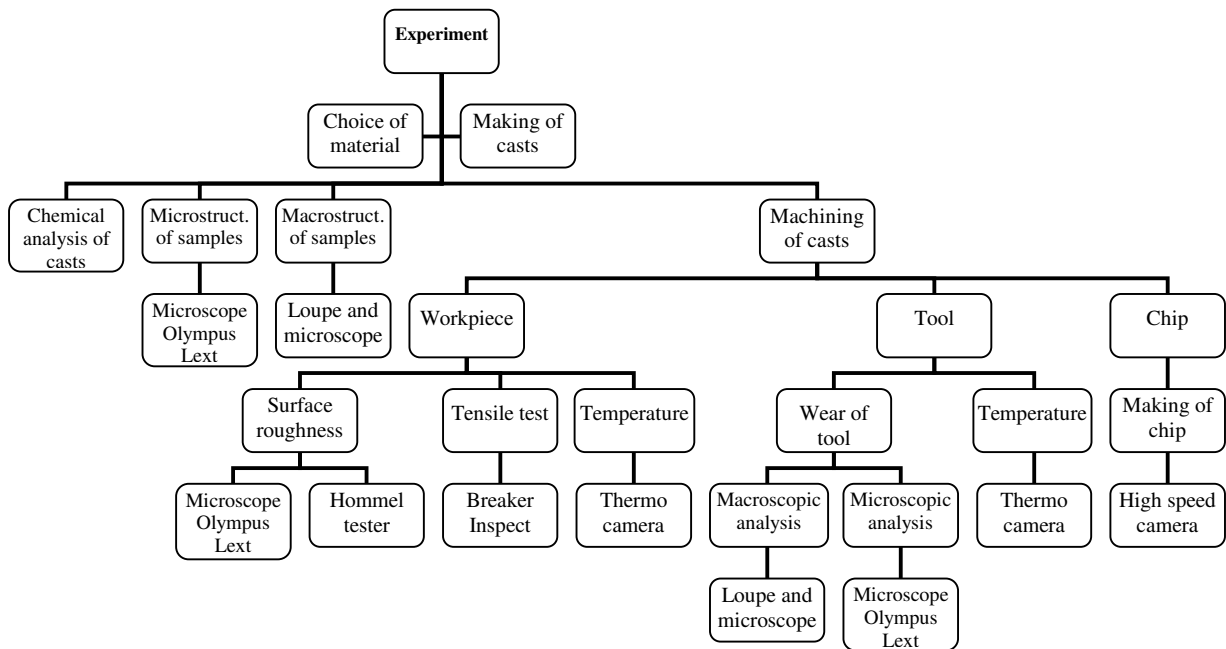 Experiment
Choice of
material
Making of
casts
Chemical
analysis of
casts
Microstruct.
of samples
Macrostruct.
of samples
Machining
of casts
Microscope
Olympus
Lext
Loupe and
microscope
Workpiece
Tool
Chip
Surface
roughness
Tensile test
Temperature
Wear of
tool
Temperature
Making of
chip
Microscope
Olympus
Lext
Hommel
tester
Breaker
Inspect
Thermo
camera
Macroscopic
analysis
Microscopic
analysis
Thermo
camera
High speed
camera
Loupe and
microscope
Microscope
Olympus
Lext